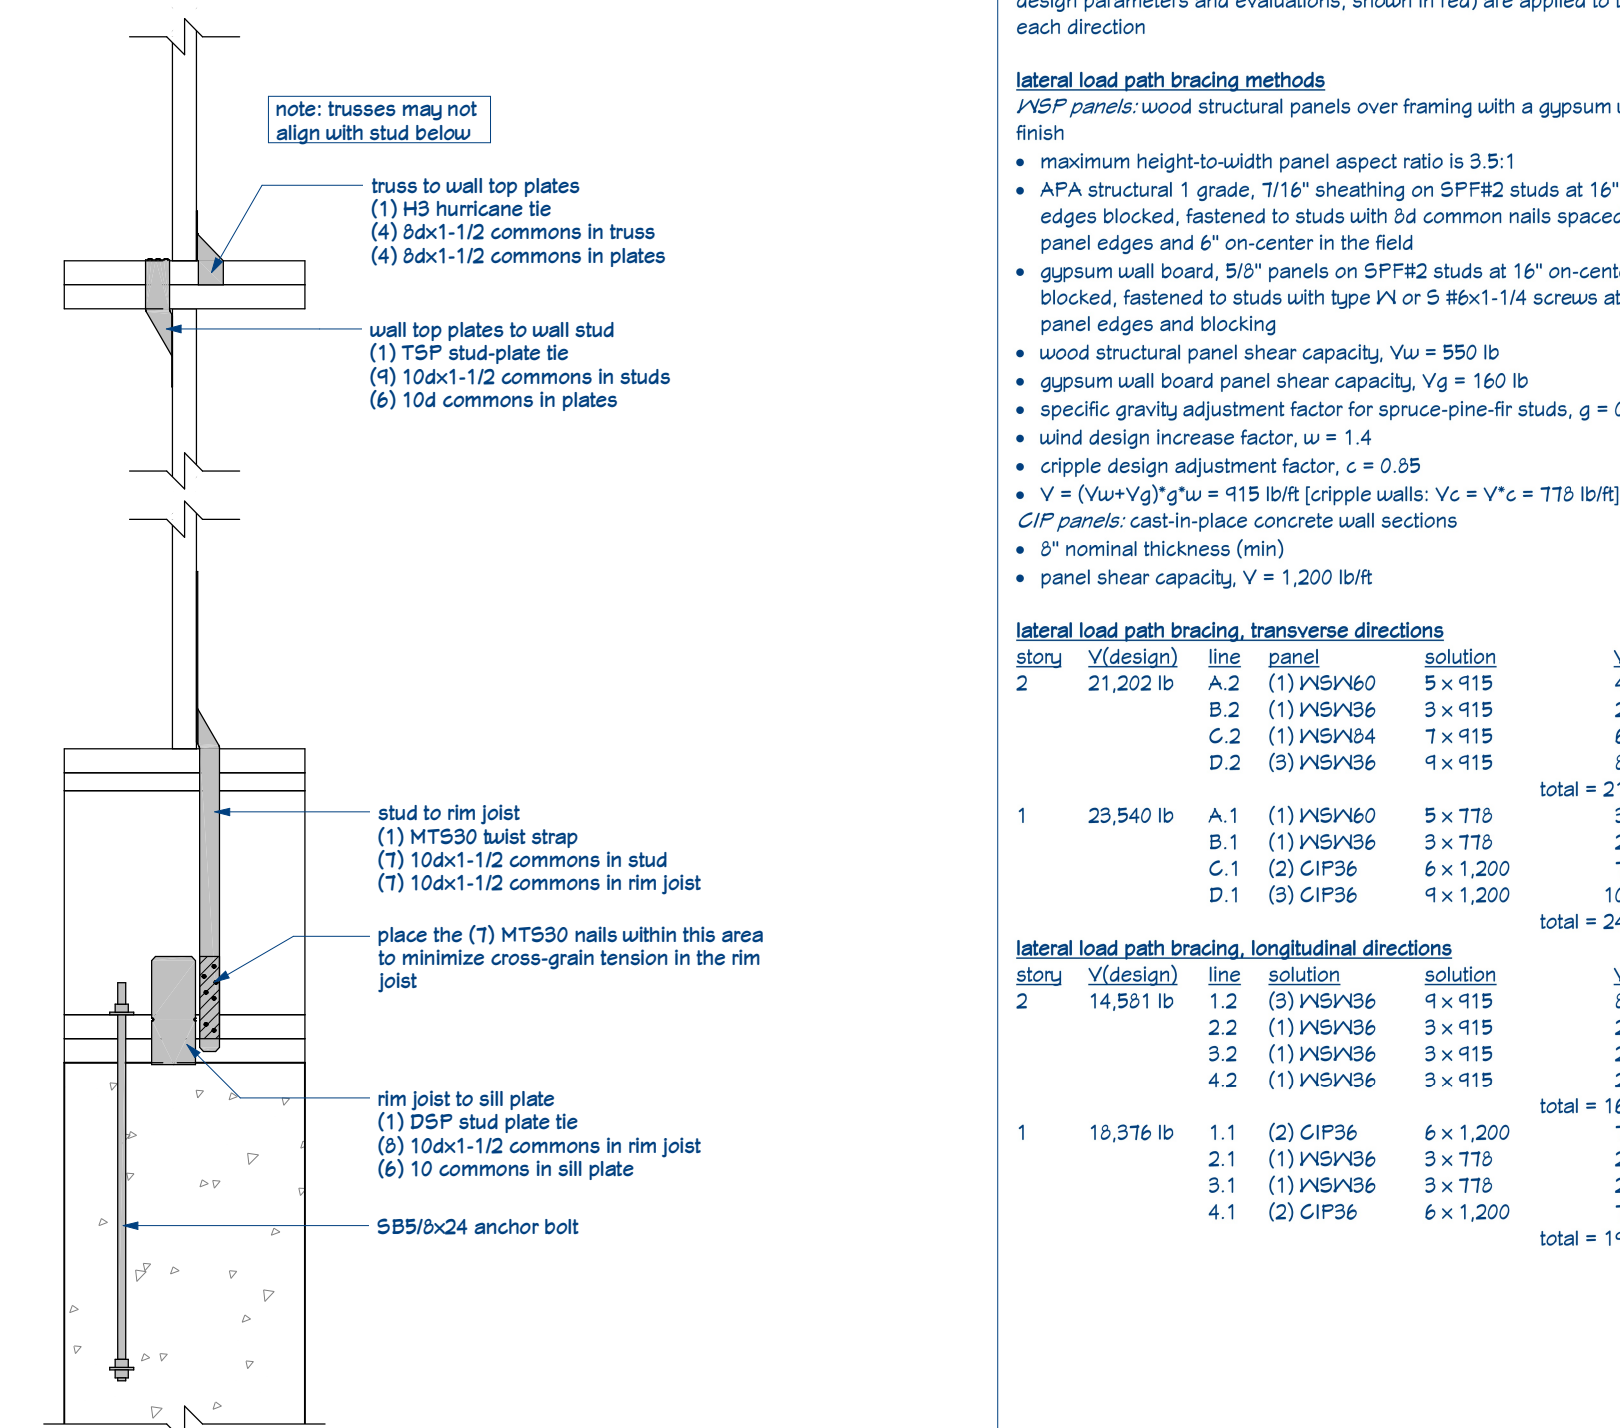 note: trusses may not
align with stud below
truss to wall top plates
(1) H3 hurricane tie
(4) 8dx1-1/2 commons in truss
(4) 8dx1-1/2 commons in plates
wall top plates to wall stud
(1) TSP stud-plate tie
(9) 10dx1-1/2 commons in studs
(6) 10d commons in plates
stud to rim joist
(1) MTS30 twist strap
(7) 10dx1-1/2 commons in stud
(7) 10dx1-1/2 commons in rim joist
place the (7) MTS30 nails within this area
to minimize cross-grain tension in the rim
joist
rim joist to sill plate
(1) DSP stud plate tie
(8) 10dx1-1/2 commons in rim joist
(6) 10 commons in sill plate
SB5/8x24 anchor bolt
design parameters and evaluations, shown in red) are applied to
each direction
lateral load path bracing methods
WSP panels: wood structural panels over framing with a gypsum
finish
• maximum height-to-width panel aspect ratio is 3.5:1
• APA structural 1 grade, 7/16" sheathing on SPF#2 studs at 16"
edges blocked, fastened to studs with 8d common nails spaced
panel edges and 6" on-center in the field
• gypsum wall board, 5/8" panels on SPF#2 studs at 16"
blocked, fastened to studs with type W or S #6x1-1/4 screws at
panel edges and blocking
• wood structural panel shear capacity, Vw = 550 lb
• gypsum wall board panel shear capacity, Vg = 160 lb
• specific gravity adjustment factor for spruce-pine-fir studs, g =
• wind design increase factor, w = 1.4
• cripple design adjustment factor, c = 0.85
• V = (Vw+Vg)*g*w = 915 lb/ft [cripple walls: Vc = V*c = 778 lb/ft]
CIP panels: cast-in-place concrete wall sections
• 8" nominal thickness (min)
• panel shear capacity, V = 1,200 lb/ft
lateral load path bracing, transverse directions
story V(design) line panel solution
2 21,202 lb A.2 (1) WSW60 5 x 915
B.2 (1) WSW36 3 x 915
C.2 (1) WSW84 7 x 915
D.2 (3) WSW36 9 x 915
total =
1 23,540 lb A.1 (1) WSW60 5 x 778
B.1 (1) WSW36 3 x 778
C.1 (2) CIP36 6 x 1,200
D.1 (3) CIP36 9 x 1,200
total =
lateral load path bracing, longitudinal directions
story V(design) line solution solution
2 14,581 lb 1.2 (3) WSW36 9 x 915
2.2 (1) WSW36 3 x 915
3.2 (1) WSW36 3 x 915
4.2 (1) WSW36 3 x 915
total =
1 18,376 lb 1.1 (2) CIP36 6 x 1,200
2.1 (1) WSW36 3 x 778
3.1 (1) WSW36 3 x 778
4.1 (2) CIP36 6 x 1,200
total =